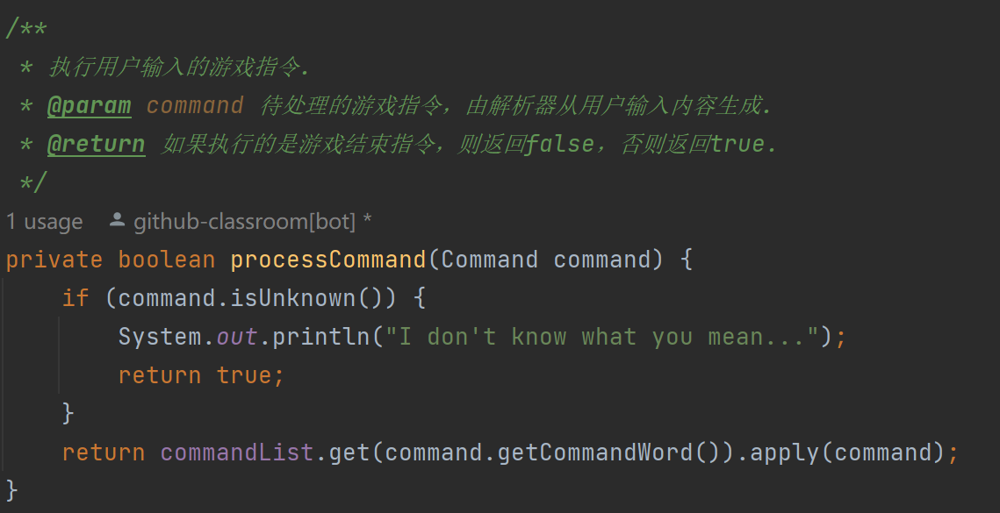 /**
 * 执行用户输入的游戏指令.
 * @param command 待处理的游戏指令，由解析器从用户输入内容生成.
 * @return 如果执行的是游戏结束指令，则返回false，否则返回true.
 */
1 usage github-classroom[bot] *
private boolean processCommand(Command command) {
    if (command.isUnknown()) {
        System.out.println("I don't know what you mean...");
        return true;
    }
    return commandList.get(command.getCommandWord()).apply(command);
}